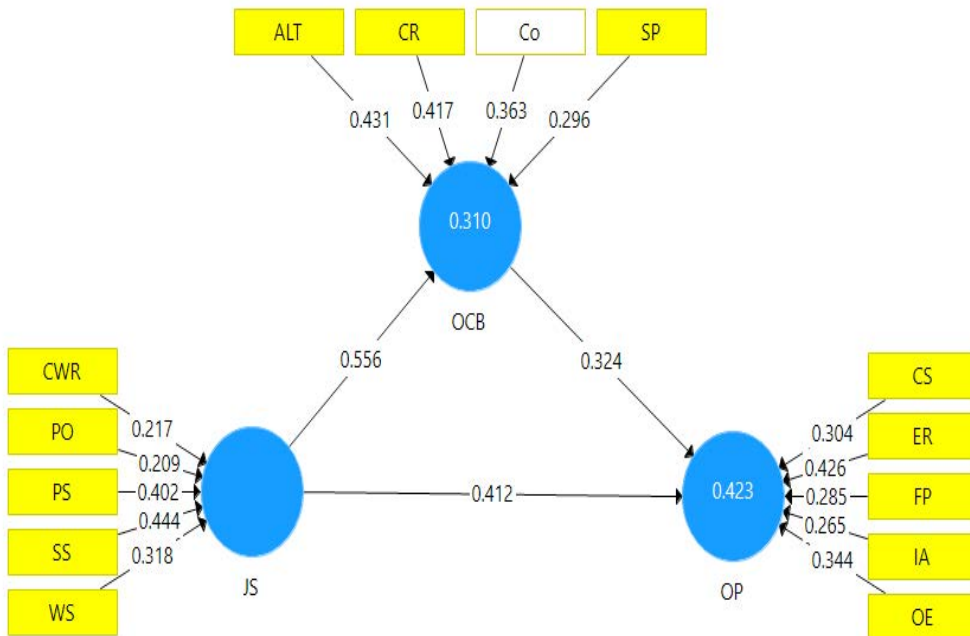 ALT
CR
Co
SP
0.431
0.417
0.363
0.296
0.310
OCB
0.556
0.324
CWR
PO
PS
SS
WS
0.217
0.209
0.402
0.444
0.318
JS
0.412
0.423
OP
0.304
0.426
0.285
0.265
0.344
CS
ER
FP
IA
OE